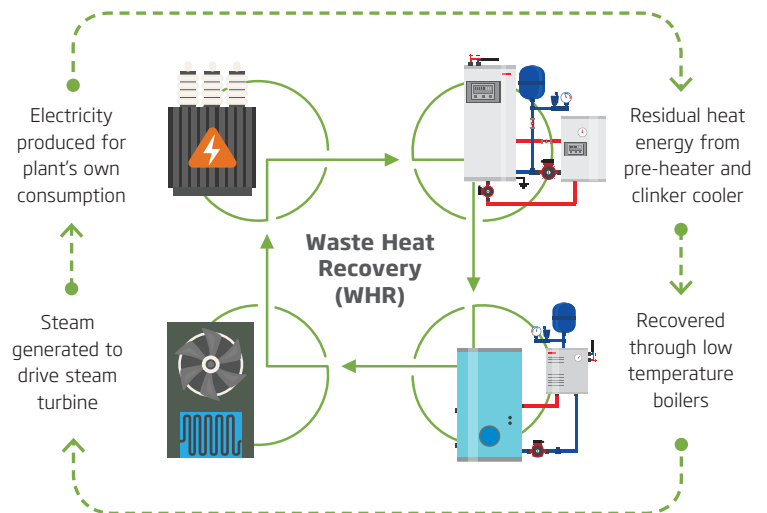 Electricity
produced for
plant's own
consumption
Residual heat
energy from
pre-heater and
clinker cooler
Waste Heat
Recovery
(WHR)
Steam
generated to
drive steam
turbine
Recovered
through low
temperature
boilers